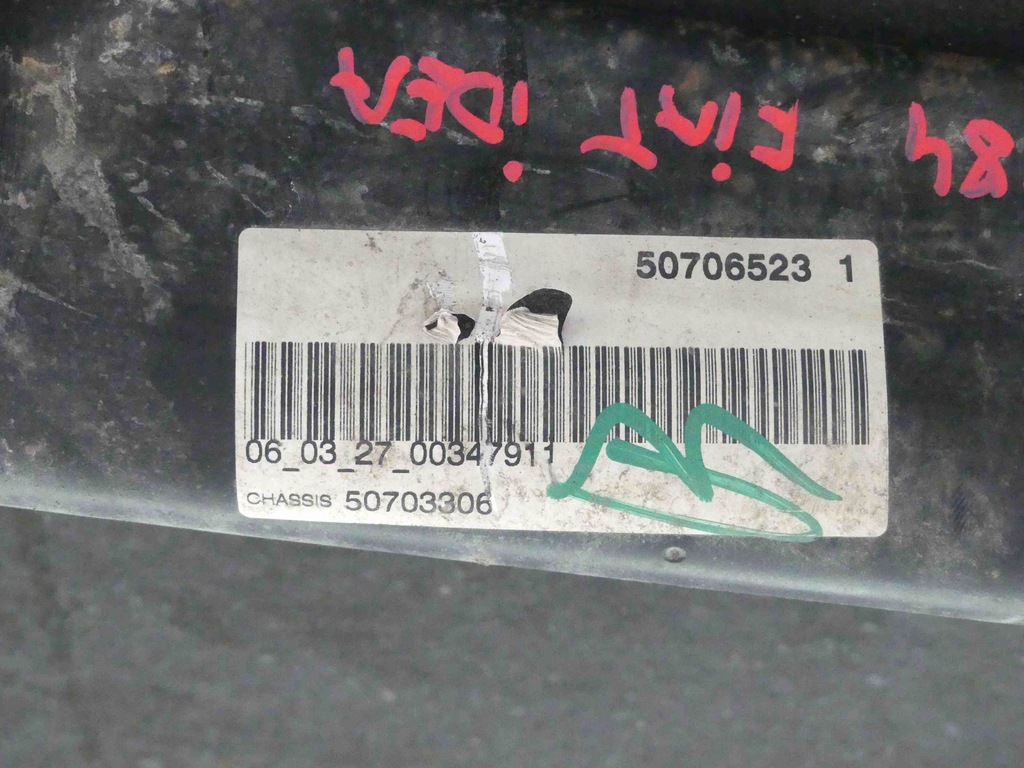 84 FIAT IDEA
50706523 1
06_03_27_00347911
CHASSIS 50703306